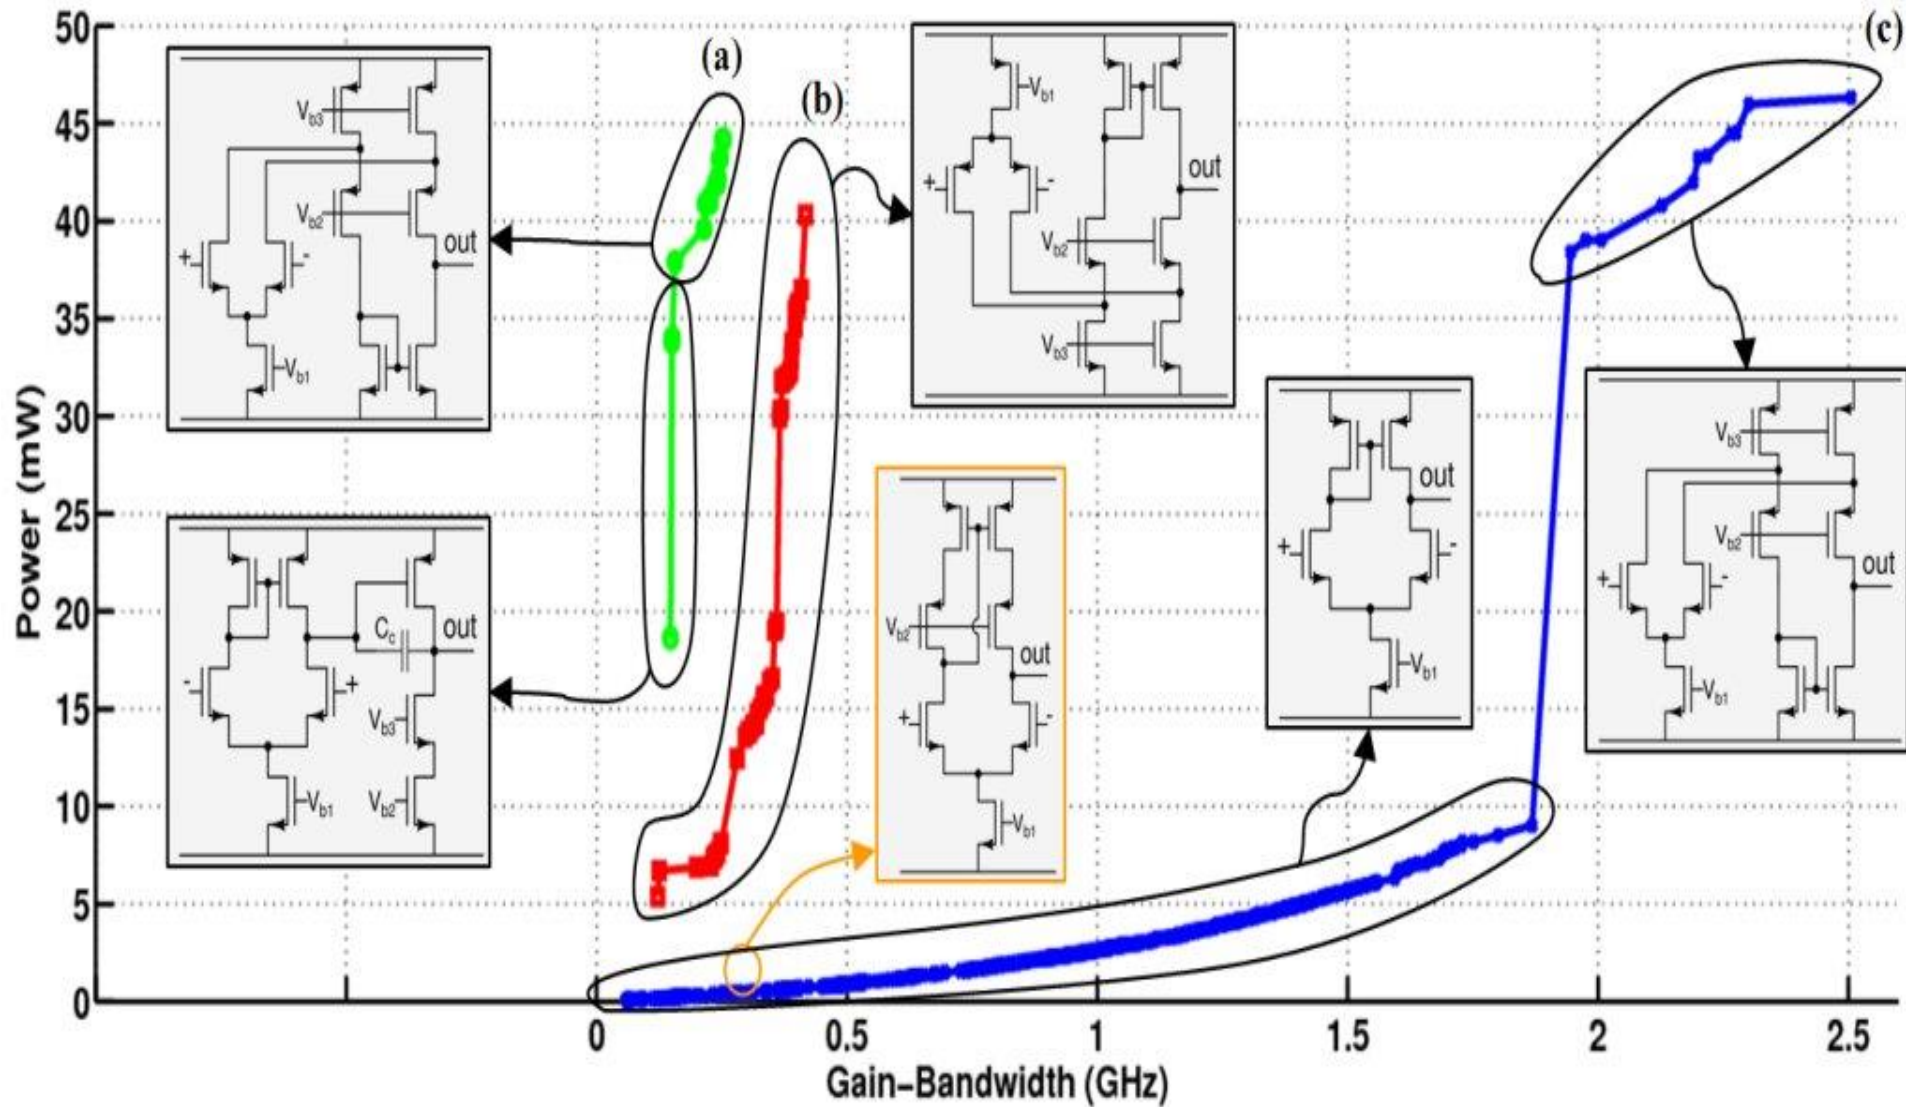 Power (mW)
50
45
40
35
30
25
20
15
10
5
0
(a)
(b)
(c)
Vb3
Vb2
out
+
-
Vb1
Vb1
+
-
out
Vb2
Vb3
Cc
out
-
+
Vb3
Vb1
Vb2
Vb2
out
+
-
Vb1
out
+
-
Vb1
Vb3
Vb2
out
+
-
Vb1
0
0.5
1
1.5
2
2.5
Gain–Bandwidth (GHz)